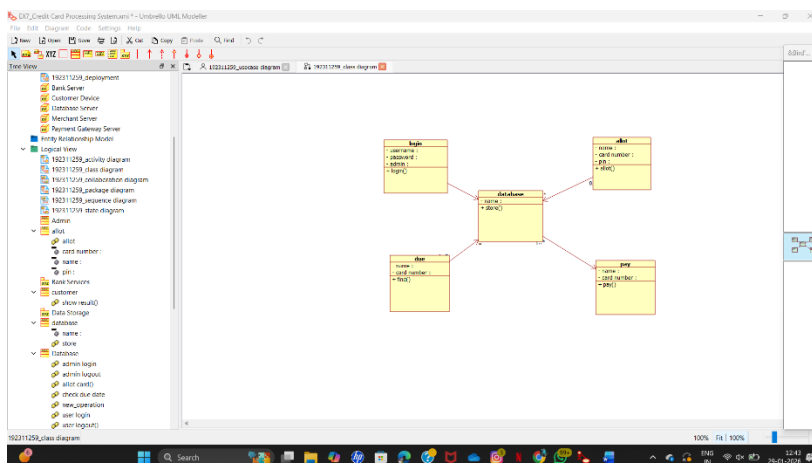 EX7_Credit Card Processing System.xmi * - Umbrello UML Modeller
File Edit Diagram Code Settings Help
New Open Save Cut Copy Paste Find
XYZ
Tree View
192311259_usecase diagram
192311259_class diagram
192311259_deployment
Bank Server
Customer Device
Database Server
Merchant Server
Payment Gateway Server
Entity Relationship Model
Logical View
192311259_activity diagram
192311259_class diagram
192311259_collaboration diagram
192311259_package diagram
192311259_sequence diagram
192311259_state diagram
Admin
allot
allot
card number :
name :
pin :
Bank Services
customer
show result()
Data Storage
database
name :
store
Database
admin login
admin logout
allot card()
check due date
new_operation
user login
user logout()
login
- username :
- password :
- admin :
+ login()
allot
- name :
- card number :
- pin :
+ allot()
database
- name :
+ store()
due
- name :
- card number :
+ find()
pay
- name :
- card number :
+ pay()
192311259_class diagram
100% Fit 100%
Search
99+
ENG
IN
12:43
29-01-2026